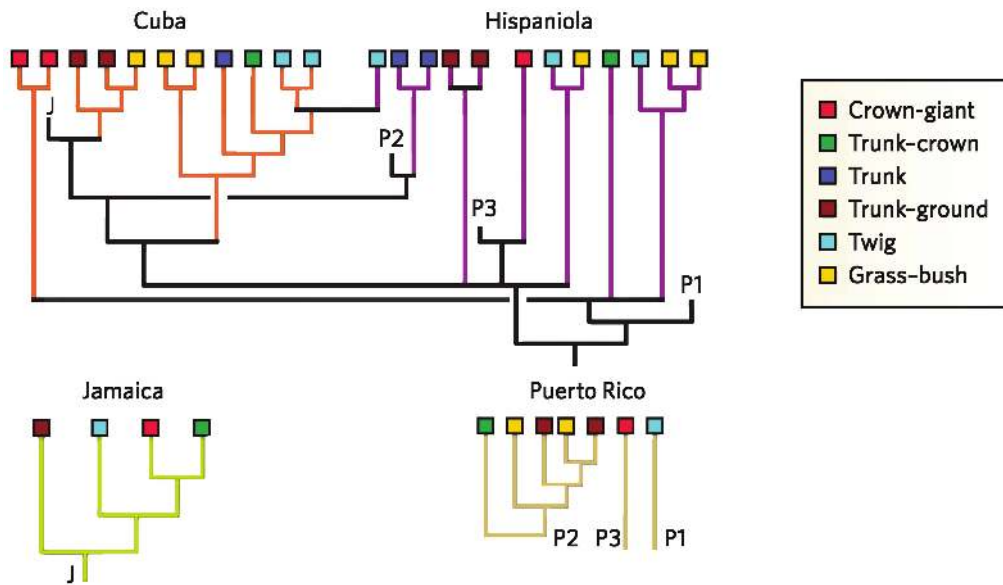 Cuba
Hispaniola
J
P2
P3
P1
Crown-giant
Trunk-crown
Trunk
Trunk-ground
Twig
Grass-bush
Jamaica
Puerto Rico
J
P2
P3
P1